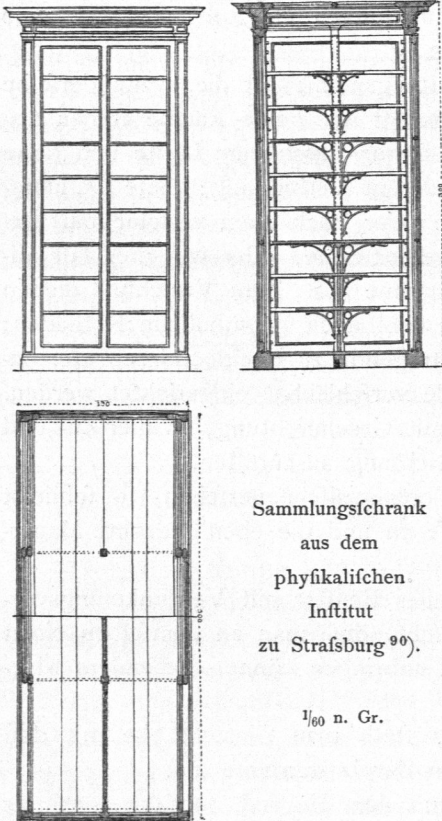 Sammlungsſchrank
aus dem
phyſikaliſchen
Inſtitut
zu Straſsburg ⁹⁰).
1/60 n. Gr.